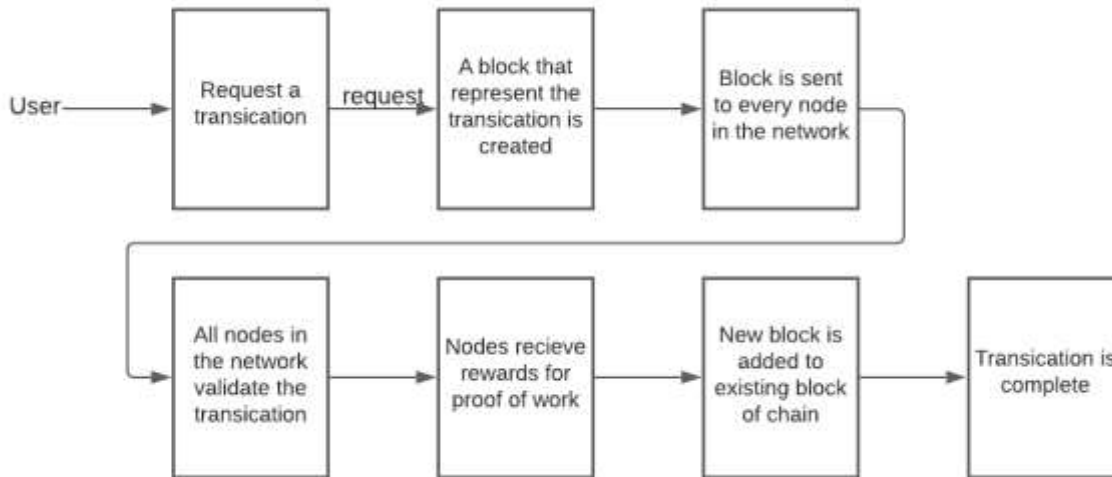 User
Request a
transication
request
A block that
represent the
transication is
created
Block is sent
to every node
in the network
All nodes in
the network
validate the
transication
Nodes recieve
rewards for
proof of work
New block is
added to
existing block
of chain
Transication is
complete